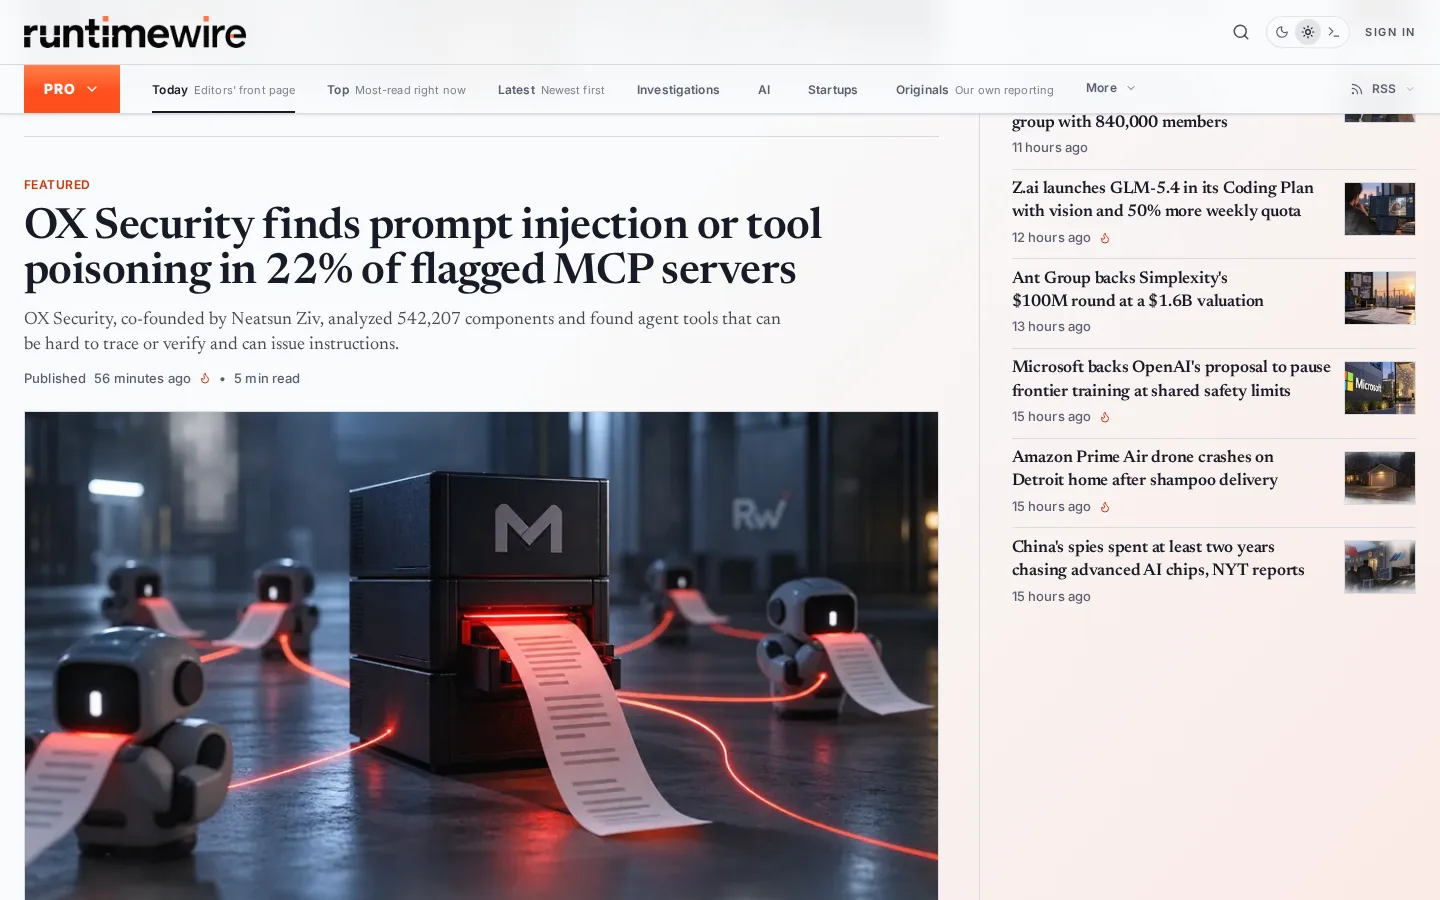 runtimewire
SIGN IN
PRO
Today Editors' front page
Top Most-read right now
Latest Newest first
Investigations
AI
Startups
Originals Our own reporting
More
RSS
FEATURED
OX Security finds prompt injection or tool
poisoning in 22% of flagged MCP servers
OX Security, co-founded by Neatsun Ziv, analyzed 542,207 components and found agent tools that can
be hard to trace or verify and can issue instructions.
Published 56 minutes ago • 5 min read
M
RW
group with 840,000 members
11 hours ago
Z.ai launches GLM-5.4 in its Coding Plan
with vision and 50% more weekly quota
12 hours ago
Ant Group backs Simplexity's
$100M round at a $1.6B valuation
13 hours ago
Microsoft backs OpenAI's proposal to pause
frontier training at shared safety limits
15 hours ago
Microsoft
Amazon Prime Air drone crashes on
Detroit home after shampoo delivery
15 hours ago
China's spies spent at least two years
chasing advanced AI chips, NYT reports
15 hours ago